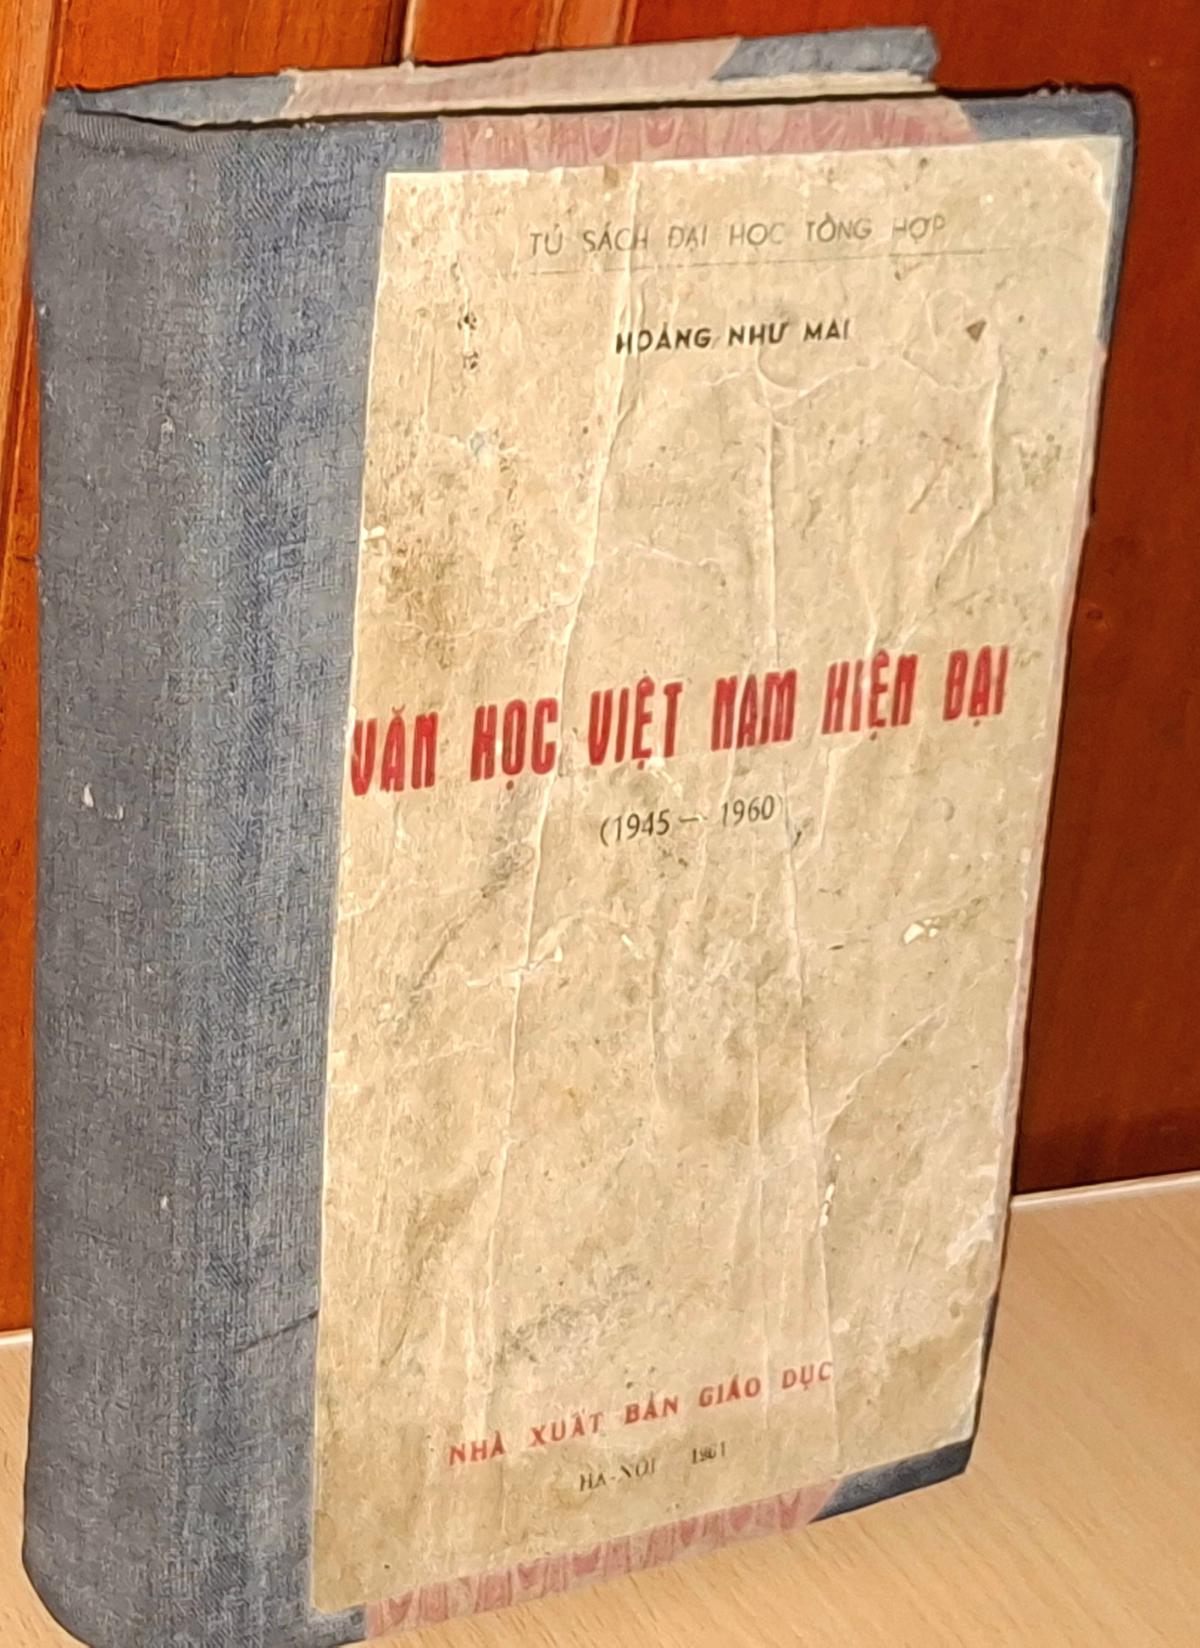 TỦ SÁCH ĐẠI HỌC TỔNG HỢP
HOÀNG NHƯ MAI
VĂN HỌC VIỆT NAM HIỆN ĐẠI
(1945 — 1960)
NHÀ XUẤT BẢN GIÁO DỤC
HÀ-NỘI 1961